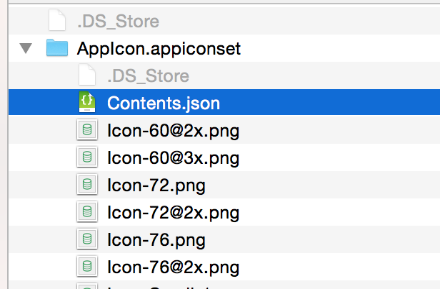 .DS_Store
AppIcon.appiconset
.DS_Store
Contents.json
Icon-60@2x.png
Icon-60@3x.png
Icon-72.png
Icon-72@2x.png
Icon-76.png
Icon-76@2x.png